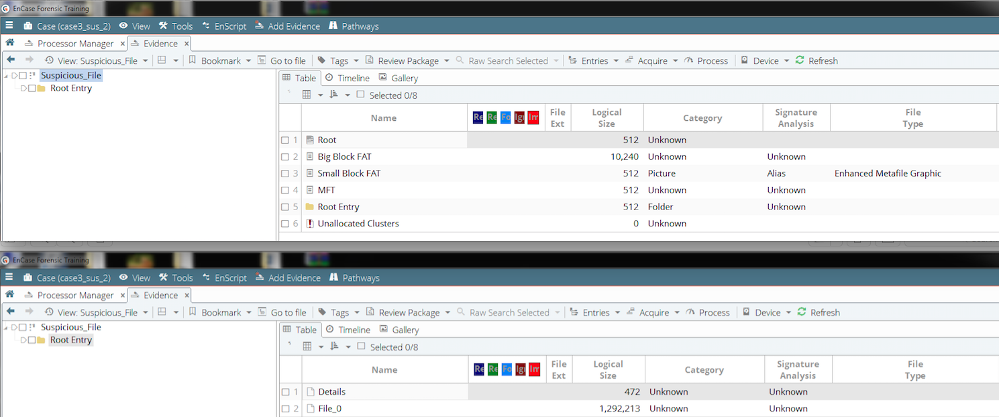 EnCase Forensic Training
Case (case3_sus_2) View Tools EnScript Add Evidence Pathways
Processor Manager x Evidence x
View: Suspicious_File Bookmark Go to file Tags Review Package Raw Search Selected Entries Acquire Process Device Refresh
Suspicious_File
Root Entry
Table Timeline Gallery
Selected 0/8
Name Re Re Fo Ign Im File Ext Logical Size Category Signature Analysis File Type
1 Root 512 Unknown
2 Big Block FAT 10,240 Unknown Unknown
3 Small Block FAT 512 Picture Alias Enhanced Metafile Graphic
4 MFT 512 Unknown Unknown
5 Root Entry 512 Folder Unknown
6 Unallocated Clusters 0 Unknown
EnCase Forensic Training
Case (case3_sus_2) View Tools EnScript Add Evidence Pathways
Processor Manager x Evidence x
View: Suspicious_File Bookmark Go to file Tags Review Package Raw Search Selected Entries Acquire Process Device Refresh
Suspicious_File
Root Entry
Table Timeline Gallery
Selected 0/8
Name Re Re Fo Ign Im File Ext Logical Size Category Signature Analysis File Type
1 Details 472 Unknown Unknown
2 File_0 1,292,213 Unknown Unknown